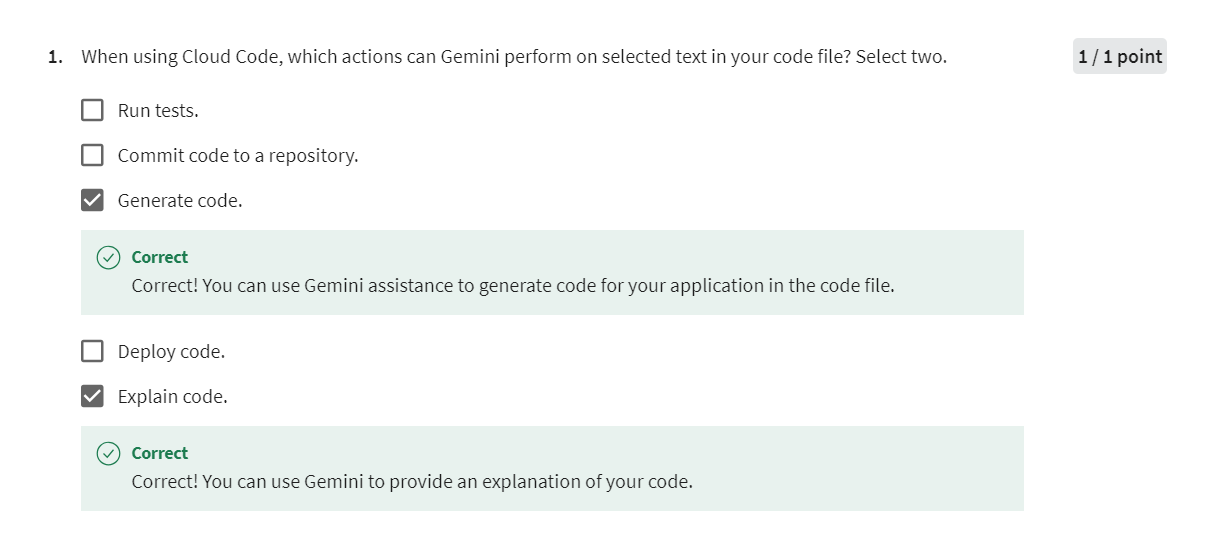 1. When using Cloud Code, which actions can Gemini perform on selected text in your code file? Select two.
1 / 1 point
Run tests.
Commit code to a repository.
Generate code.
Correct
Correct! You can use Gemini assistance to generate code for your application in the code file.
Deploy code.
Explain code.
Correct
Correct! You can use Gemini to provide an explanation of your code.